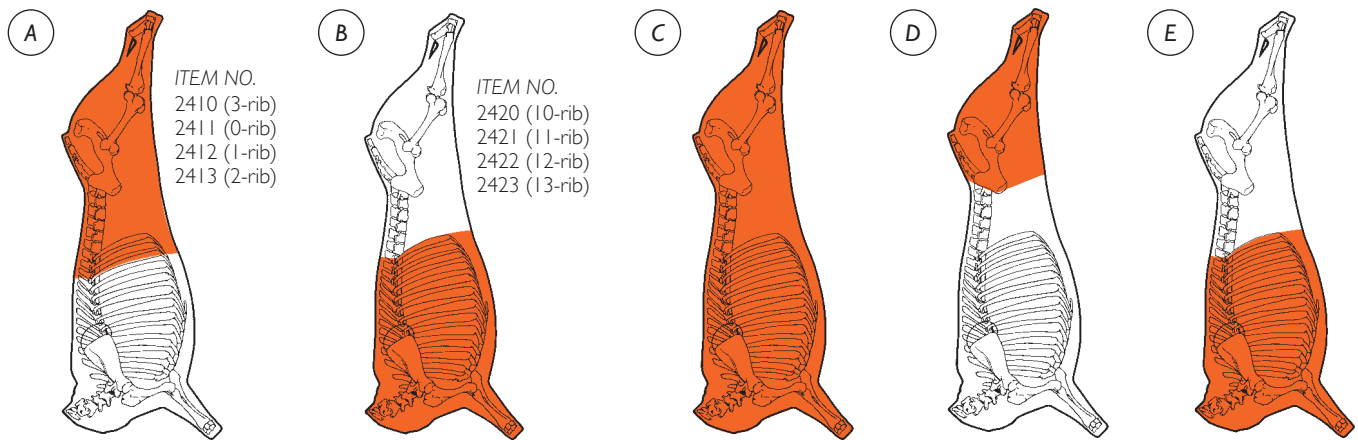 A
ITEM NO.
2410 (3-rib)
2411 (0-rib)
2412 (1-rib)
2413 (2-rib)
B
ITEM NO.
2420 (10-rib)
2421 (11-rib)
2422 (12-rib)
2423 (13-rib)
C
D
E